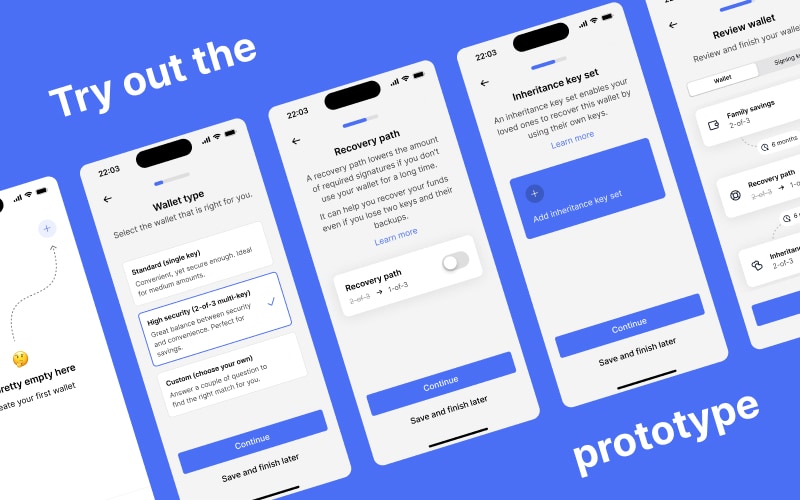 Try out the
retty empty here
eate your first wallet
22:03
Wallet type
Select the wallet that is right for you.
Standard (single key)
Convenient, yet secure enough. Ideal
for medium amounts.
High security (2-of-3 multi-key)
Great balance between security
and convenience. Perfect for
savings.
Custom (choose your own)
Answer a couple of question to
find the right match for you.
Continue
Save and finish later
22:03
Recovery path
A recovery path lowers the amount
of required signatures if you don't
use your wallet for a long time.
It can help you recover your funds
even if you lose two keys and their
backups.
Learn more
Recovery path
2-of-3 → 1-of-3
Continue
Save and finish later
22:03
Inheritance key set
An inheritance key set enables your
loved ones to recover this wallet by
using their own keys.
Learn more
Add inheritance key set
Continue
Save and finish later
Review wallet
Review and finish your walle
Wallet
Signing
Family savings
2-of-3
6 months
Recovery path
2-of-3 → 1-o
6
Inheritan
2-of-3
prototype